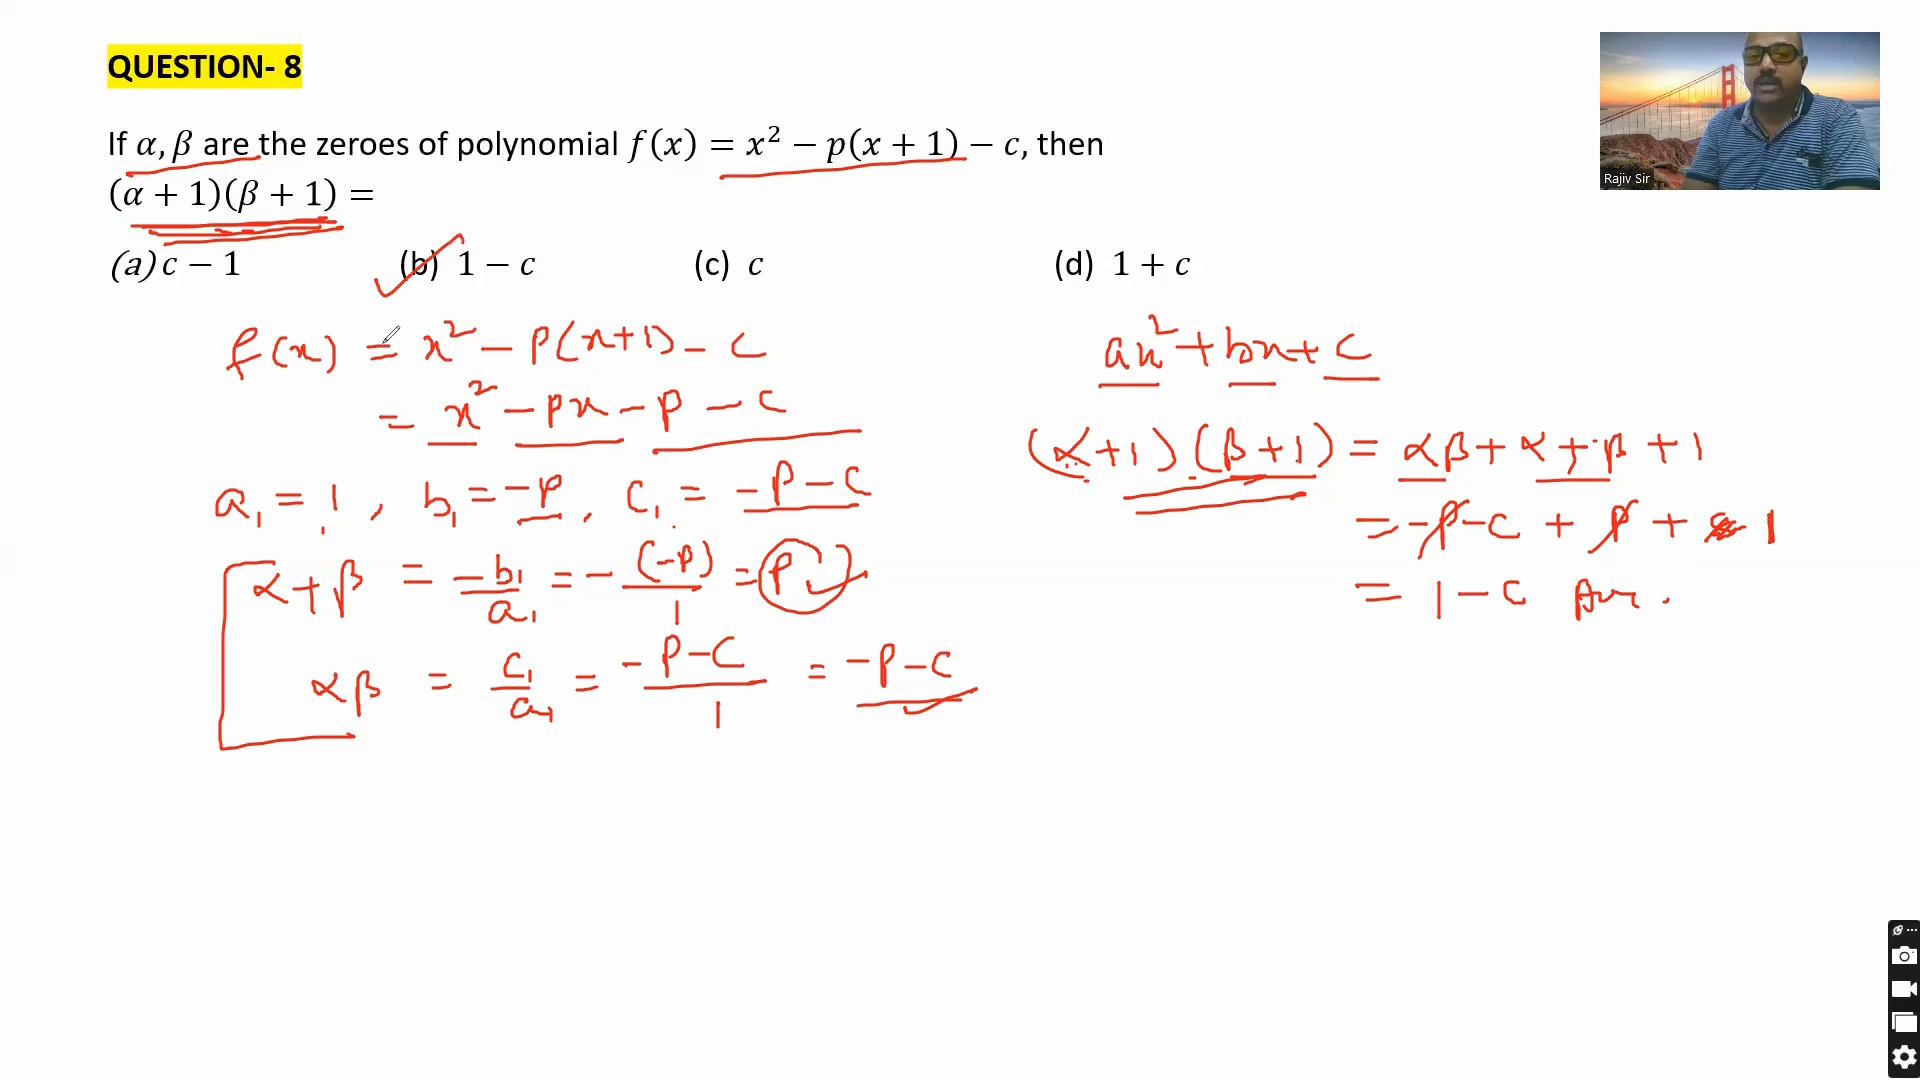 QUESTION- 8
If α, β are the zeroes of polynomial f(x) = x² − p(x + 1) − c, then
(α + 1)(β + 1) =
(a) c − 1 (b) 1 − c (c) c (d) 1 + c
f(x) = x² − p(x+1) − c
= x² − px − p − c
a₁ = 1, b₁ = −p, c₁ = −p − c
α + β = −b₁/a₁ = −(−p)/1 = p
αβ = c₁/a₁ = −p−c/1 = −p − c
ax² + bx + c
(α+1)(β+1) = αβ + α + β + 1
= −p − c + p + 1
= 1 − c Ans.
Rajiv Sir